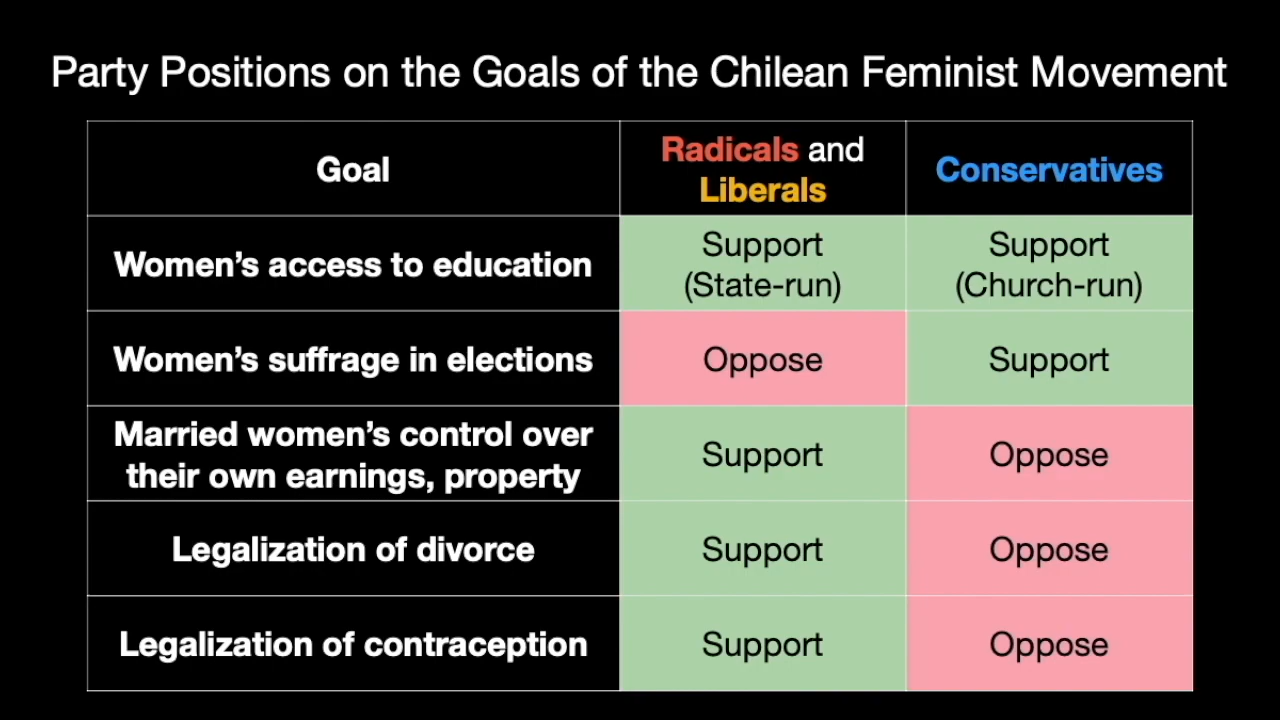 Party Positions on the Goals of the Chilean Feminist Movement
Goal
Radicals and
Liberals
Conservatives
Women’s access to education
Support
(State-run)
Support
(Church-run)
Women’s suffrage in elections
Oppose
Support
Married women’s control over
their own earnings, property
Support
Oppose
Legalization of divorce
Support
Oppose
Legalization of contraception
Support
Oppose